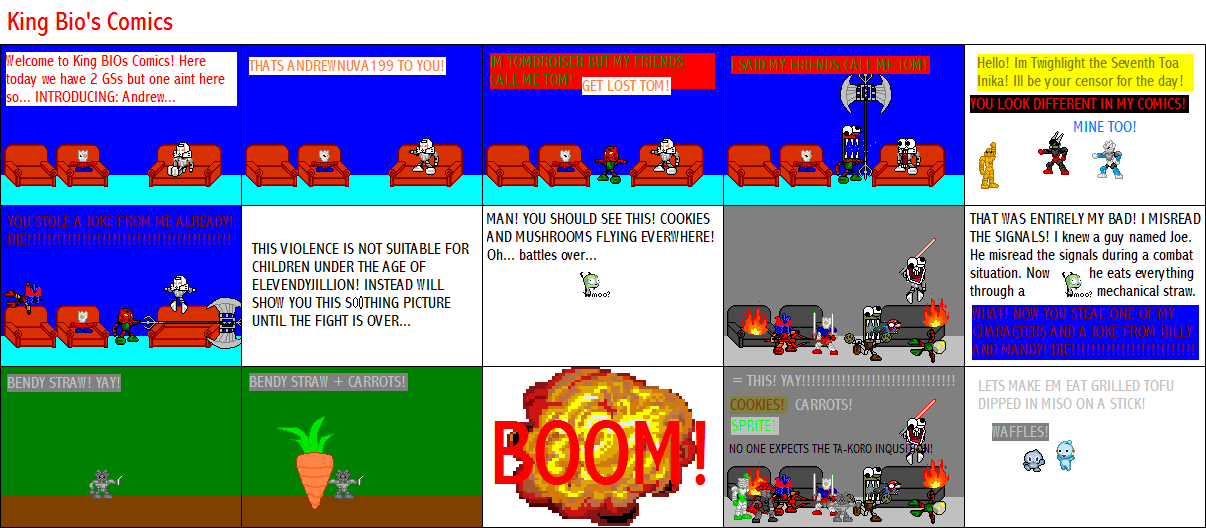 King Bio's Comics
Welcome to King BIOs Comics! Here
today we have 2 GSs but one aint here
so... INTRODUCING: Andrew...
THATS ANDREWNUVA199 TO YOU!
IM TOMDROISER BUT MY FRIENDS
CALL ME TOM!
GET LOST TOM!
I SAID MY FRIENDS CALL ME TOM!
Hello! Im Twighlight the Seventh Toa
Inika! Ill be your censor for the day!
YOU LOOK DIFFERENT IN MY COMICS!
MINE TOO!
YOU STOLE A JOKE FROM ME ALREADY!
DIE!!!!!!!!!!!!!!!!!!!!!!!!!!!!!!!!!!!!!!!!!
THIS VIOLENCE IS NOT SUITABLE FOR
CHILDREN UNDER THE AGE OF
ELEVENDYJILLION! INSTEAD WILL
SHOW YOU THIS S00THING PICTURE
UNTIL THE FIGHT IS OVER...
MAN! YOU SHOULD SEE THIS! COOKIES
AND MUSHROOMS FLYING EVERWHERE!
Oh... battles over...
moo?
THAT WAS ENTIRELY MY BAD! I MISREAD
THE SIGNALS! I knew a guy named Joe.
He misread the signals during a combat
situation. Now he eats everything
through a mechanical straw.
moo?
WHAT! NOW YOU STEAL ONE OF MY
CHARACTERS AND A JOKE FROM BILLY
AND MANDY! DIE!!!!!!!!!!!!!!!!!!!!!!!!!!!
BENDY STRAW! YAY!
BENDY STRAW + CARROTS!
BOOM!
= THIS! YAY!!!!!!!!!!!!!!!!!!!!!!!!!!!!!!!
COOKIES! CARROTS!
SPRITE!
NO ONE EXPECTS THE TA-KORO INQUSITION!
LETS MAKE EM EAT GRILLED TOFU
DIPPED IN MISO ON A STICK!
WAFFLES!